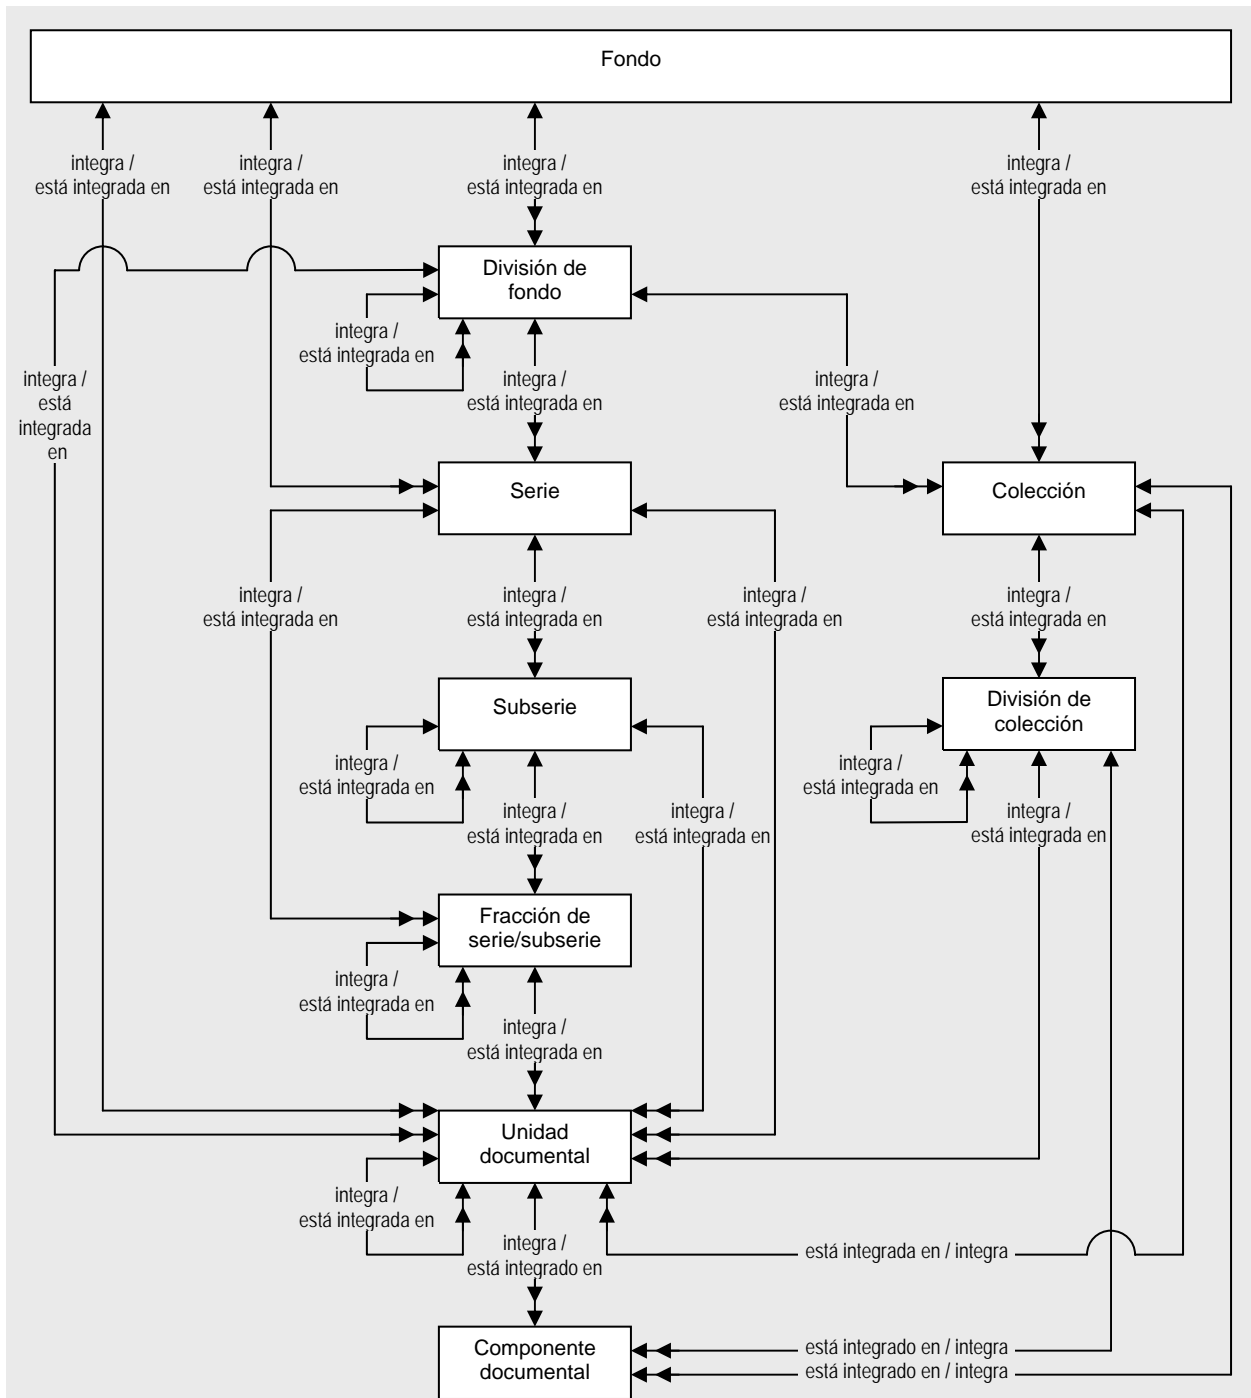 Fondo
integra /
está integrada en
integra /
está integrada en
integra /
está integrada en
integra /
está integrada en
División de
fondo
integra /
está integrada en
integra /
está
integrada
en
integra /
está integrada en
integra /
está integrada en
Serie
Colección
integra /
está integrada en
integra /
está integrada en
integra /
está integrada en
integra /
está integrada en
Subserie
División de
colección
integra /
está integrada en
integra /
está integrada en
integra /
está integrada en
integra /
está integrada en
integra /
está integrada en
Fracción de
serie/subserie
integra /
está integrada en
integra /
está integrada en
Unidad
documental
integra /
está integrada en
integra /
está integrado en
está integrada en / integra
Componente
documental
está integrado en / integra
está integrado en / integra